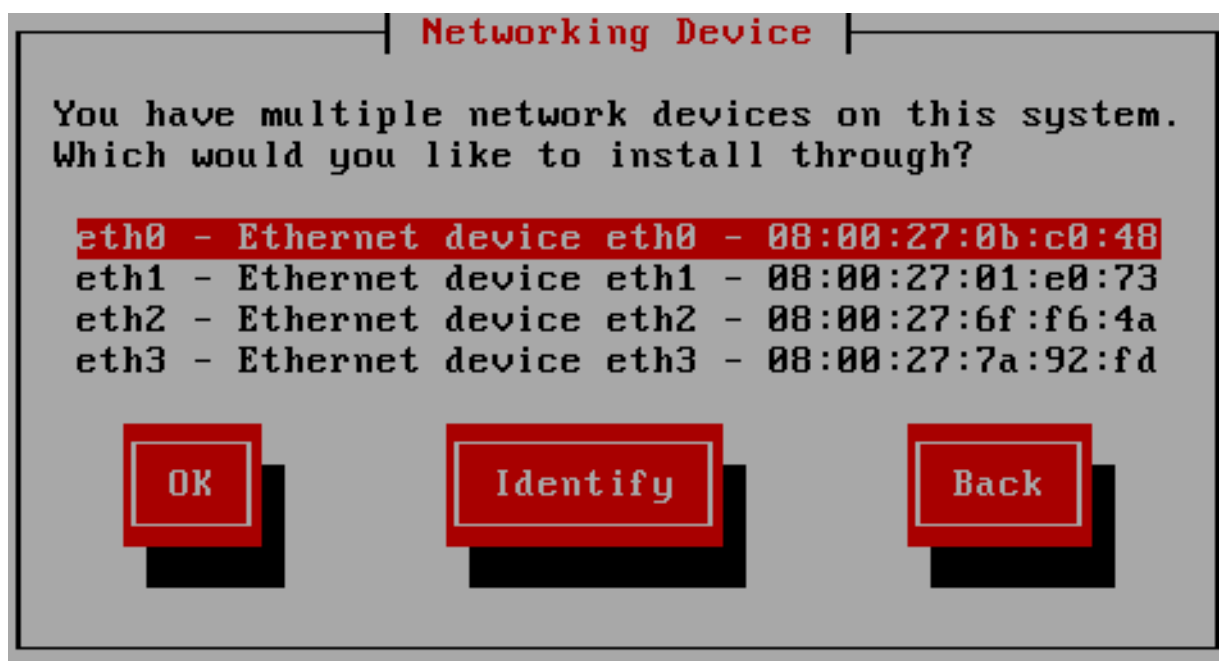 Networking Device
You have multiple network devices on this system.
Which would you like to install through?
eth0 - Ethernet device eth0 - 08:00:27:0b:c0:48
eth1 - Ethernet device eth1 - 08:00:27:01:e0:73
eth2 - Ethernet device eth2 - 08:00:27:6f:f6:4a
eth3 - Ethernet device eth3 - 08:00:27:7a:92:fd
OK Identify Back